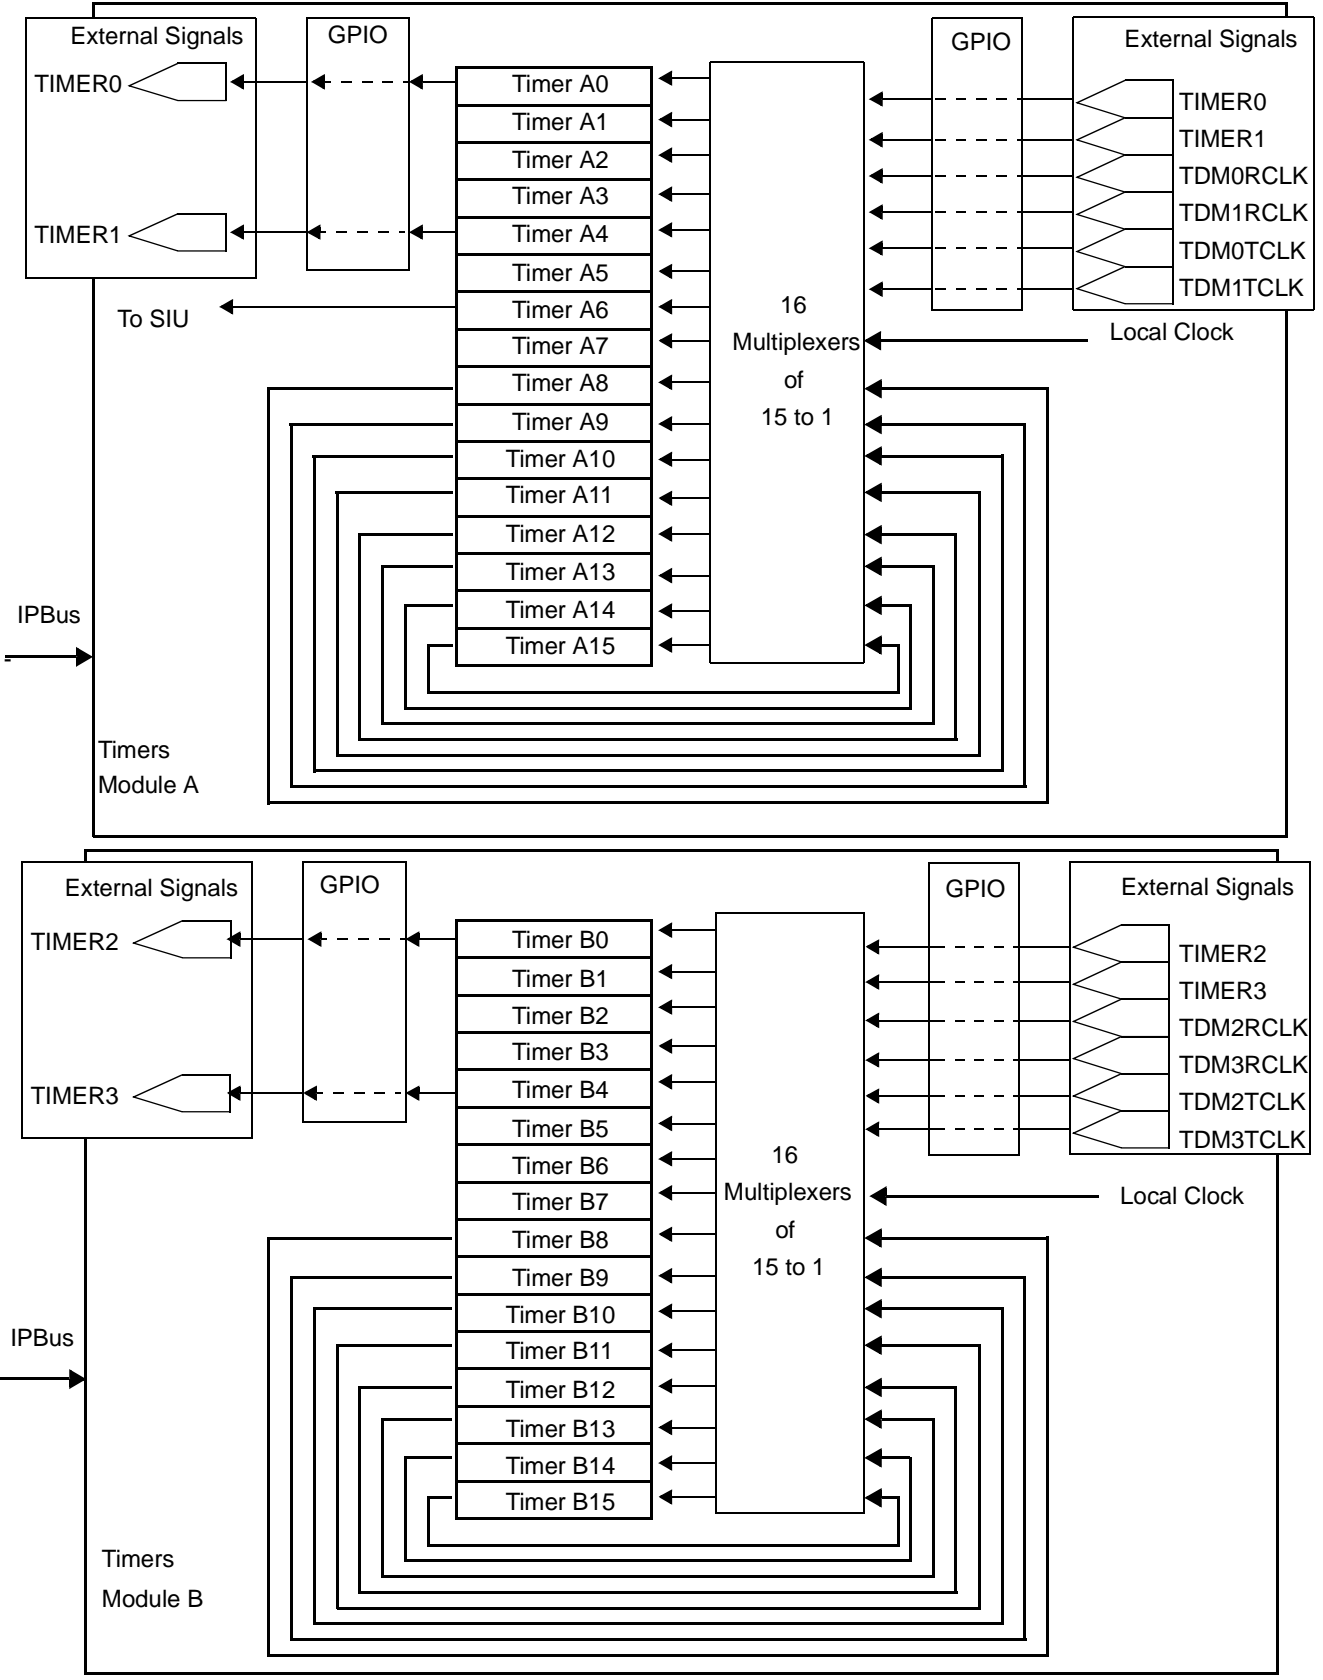 External Signals
TIMER0
TIMER1
GPIO
To SIU
Timer A0
Timer A1
Timer A2
Timer A3
Timer A4
Timer A5
Timer A6
Timer A7
Timer A8
Timer A9
Timer A10
Timer A11
Timer A12
Timer A13
Timer A14
Timer A15
16
Multiplexers
of
15 to 1
GPIO
External Signals
TIMER0
TIMER1
TDM0RCLK
TDM1RCLK
TDM0TCLK
TDM1TCLK
Local Clock
IPBus
Timers
Module A
External Signals
TIMER2
TIMER3
GPIO
Timer B0
Timer B1
Timer B2
Timer B3
Timer B4
Timer B5
Timer B6
Timer B7
Timer B8
Timer B9
Timer B10
Timer B11
Timer B12
Timer B13
Timer B14
Timer B15
16
Multiplexers
of
15 to 1
GPIO
External Signals
TIMER2
TIMER3
TDM2RCLK
TDM3RCLK
TDM2TCLK
TDM3TCLK
Local Clock
IPBus
Timers
Module B